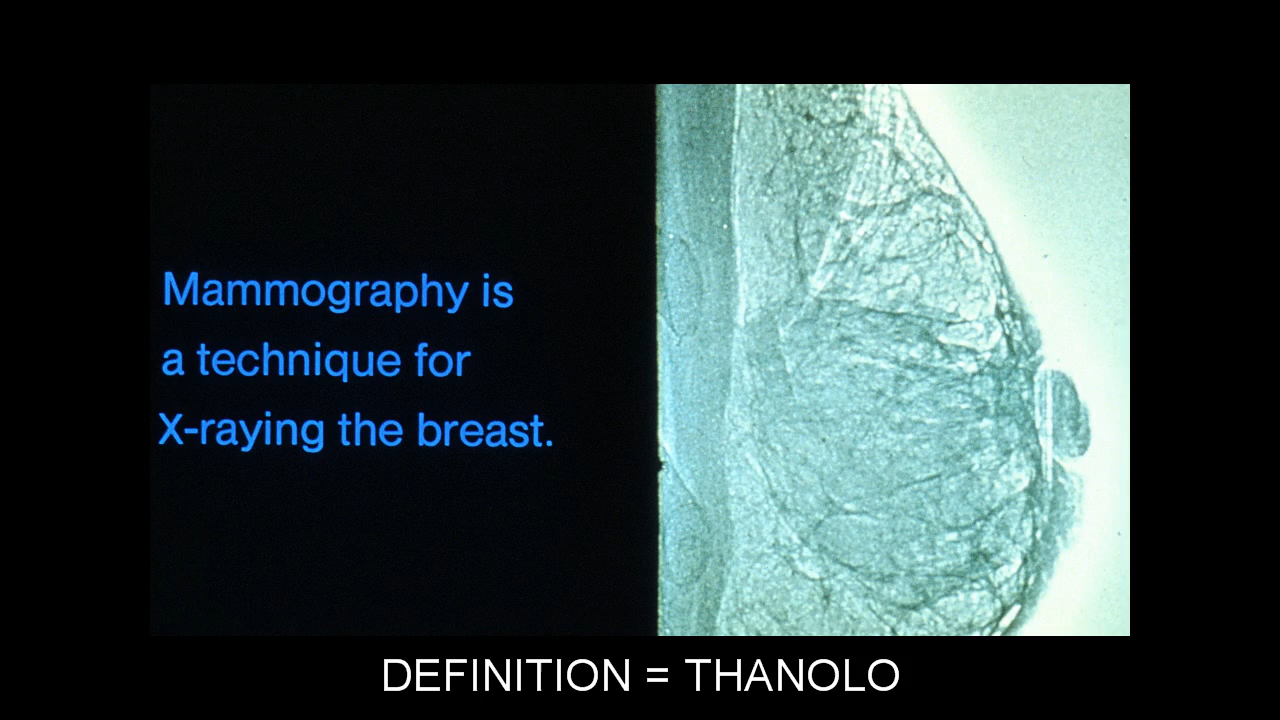 Mammography is
a technique for
X-raying the breast.
DEFINITION = THANOLO